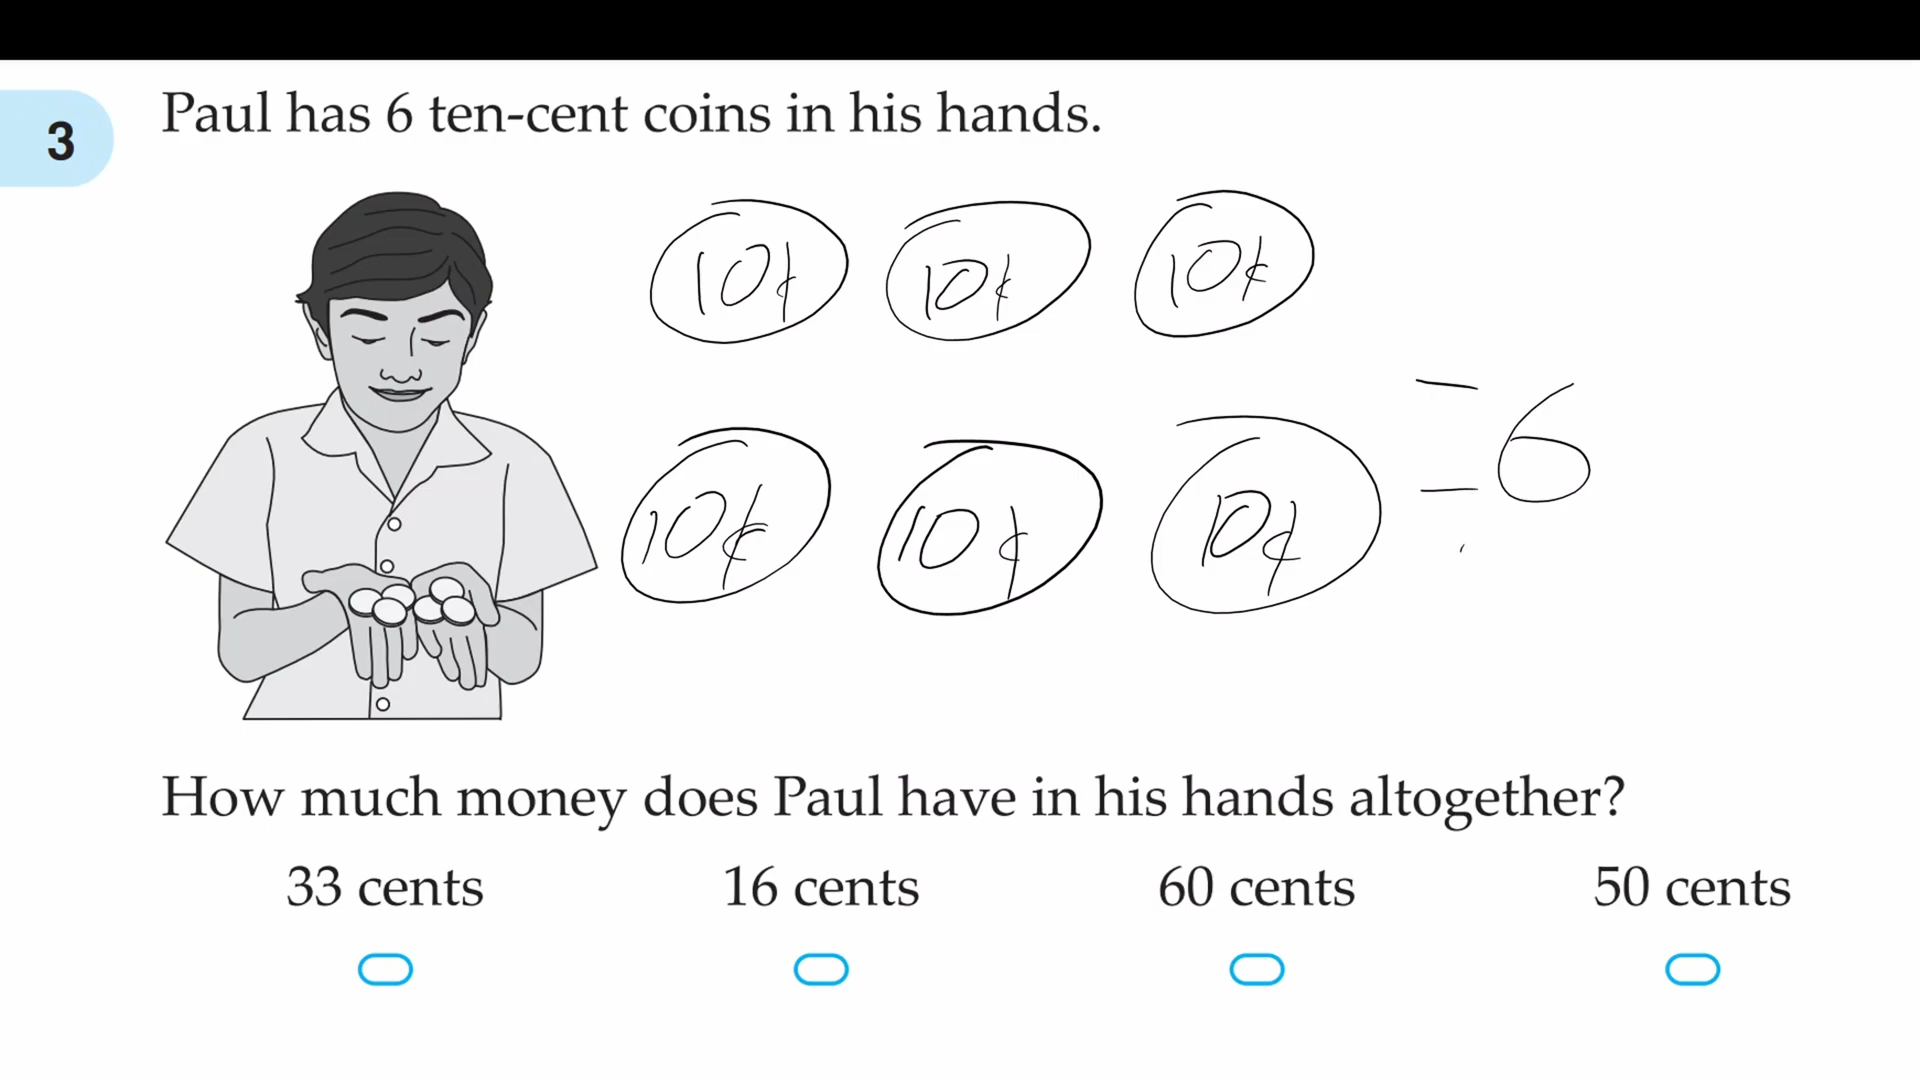 3
Paul has 6 ten-cent coins in his hands.
10¢ 10¢ 10¢
= 6
10¢ 10¢ 10¢
How much money does Paul have in his hands altogether?
33 cents 16 cents 60 cents 50 cents